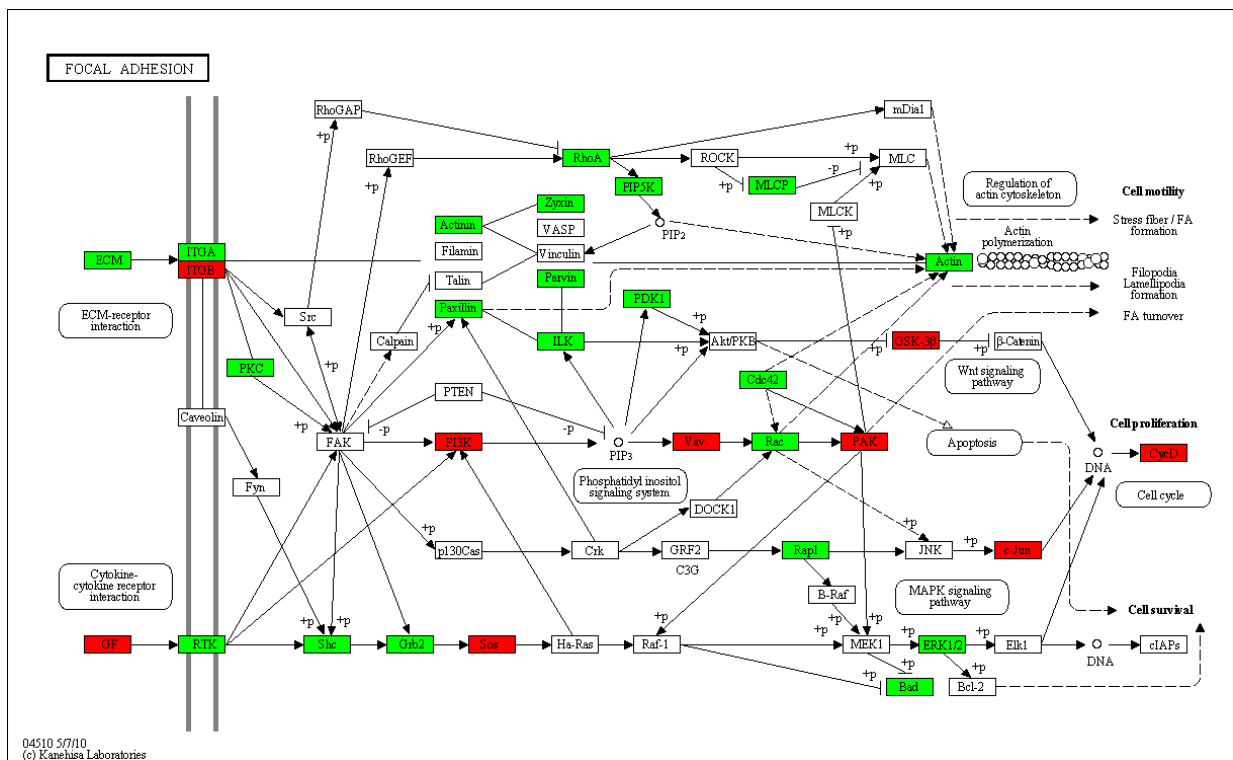 FOCAL ADHESION
RhoGAP
mDia1
+p
RhoGEF
RhoA
ROCK
+p
MLC
+p
PIP5K
+p
MLCP
-p
+p
MLCK
+p
Regulation of
actin cytoskeleton
Cell motility
Stress fiber / FA
formation
Actinin
Zyxin
VASP
Filamin
Vinculin
PIP2
Actin
polymerization
ECM
ITGA
ITGB
Talin
Parvin
Actin
Filopodia
Lamellipodia
formation
ECM-receptor
interaction
Src
Paxillin
PDK1
FA turnover
+p
Calpain
+p
ILK
+p
+p
Akt/PKB
GSK-3β
+p
β-Catenin
PKC
Wnt signaling
pathway
PTEN
Cdc42
Caveolin
+p
FAK
-p
PI3K
-p
PIP3
Vav
Rac
PAK
Apoptosis
Cell proliferation
DNA
CycD
Fyn
Phosphatidyl inositol
signaling system
DOCK1
Cell cycle
+p
p130Cas
Crk
GRF2
C3G
Rap1
+p
JNK
+p
c-Jun
Cytokine-
cytokine receptor
interaction
B-Raf
MAPK signaling
pathway
Cell survival
GF
RTK
+p
+p
Shc
Grb2
Sos
Ha-Ras
+p
Raf-1
+p
+p
MEK1
+p
ERK1/2
+p
Elk1
DNA
cIAPs
+p
Bad
+p
Bcl-2
04510 5/7/10
(c) Kanehisa Laboratories